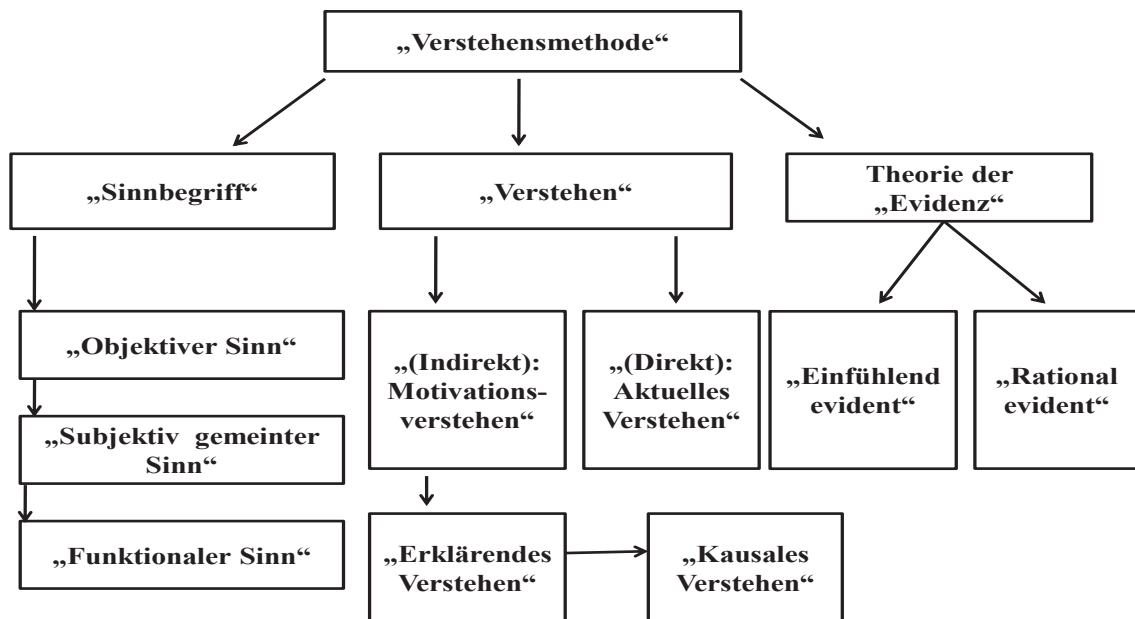 „Verstehensmethode“
„Sinnbegriff“
„Verstehen“
Theorie der
„Evidenz“
„Objektiver Sinn“
„Subjektiv gemeinter
Sinn“
„Funktionaler Sinn“
„(Indirekt):
Motivations-
verstehen“
„(Direkt):
Aktuelles
Verstehen“
„Einfühlend
evident“
„Rational
evident“
„Erklärendes
Verstehen“
„Kausales
Verstehen“